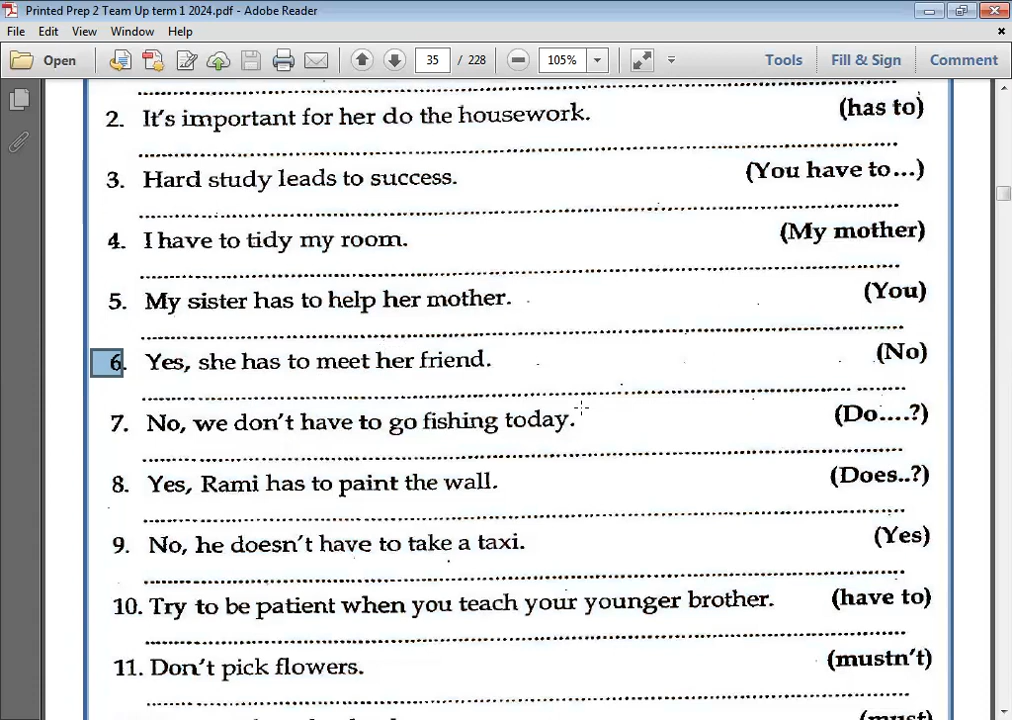 Printed Prep 2 Team Up term 1 2024.pdf - Adobe Reader
File Edit View Window Help
Open 35 / 228 105% Tools Fill & Sign Comment
2. It's important for her do the housework. (has to)
3. Hard study leads to success. (You have to...)
4. I have to tidy my room. (My mother)
5. My sister has to help her mother. (You)
6. Yes, she has to meet her friend. (No)
7. No, we don't have to go fishing today. (Do....?)
8. Yes, Rami has to paint the wall. (Does..?)
9. No, he doesn't have to take a taxi. (Yes)
10. Try to be patient when you teach your younger brother. (have to)
11. Don't pick flowers. (mustn't)
(must)